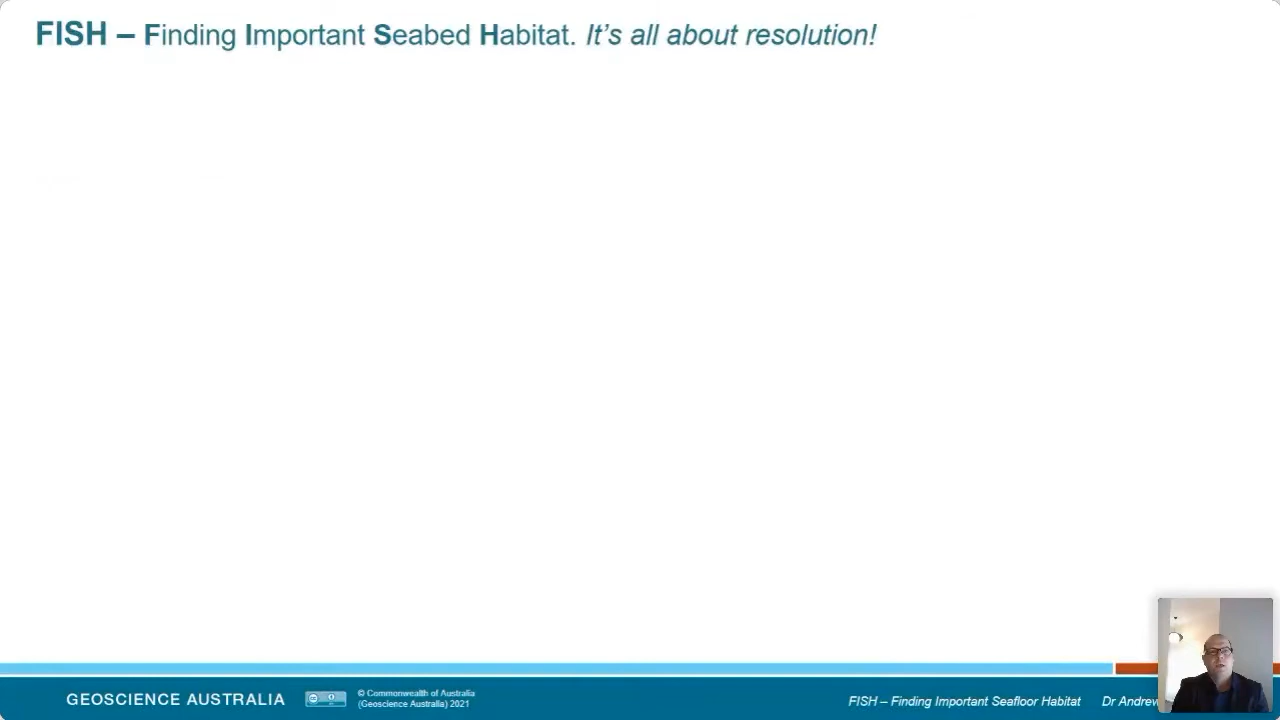 FISH – Finding Important Seabed Habitat. It's all about resolution!
GEOSCIENCE AUSTRALIA
© Commonwealth of Australia
(Geoscience Australia) 2021
FISH – Finding Important Seafloor Habitat Dr Andrew